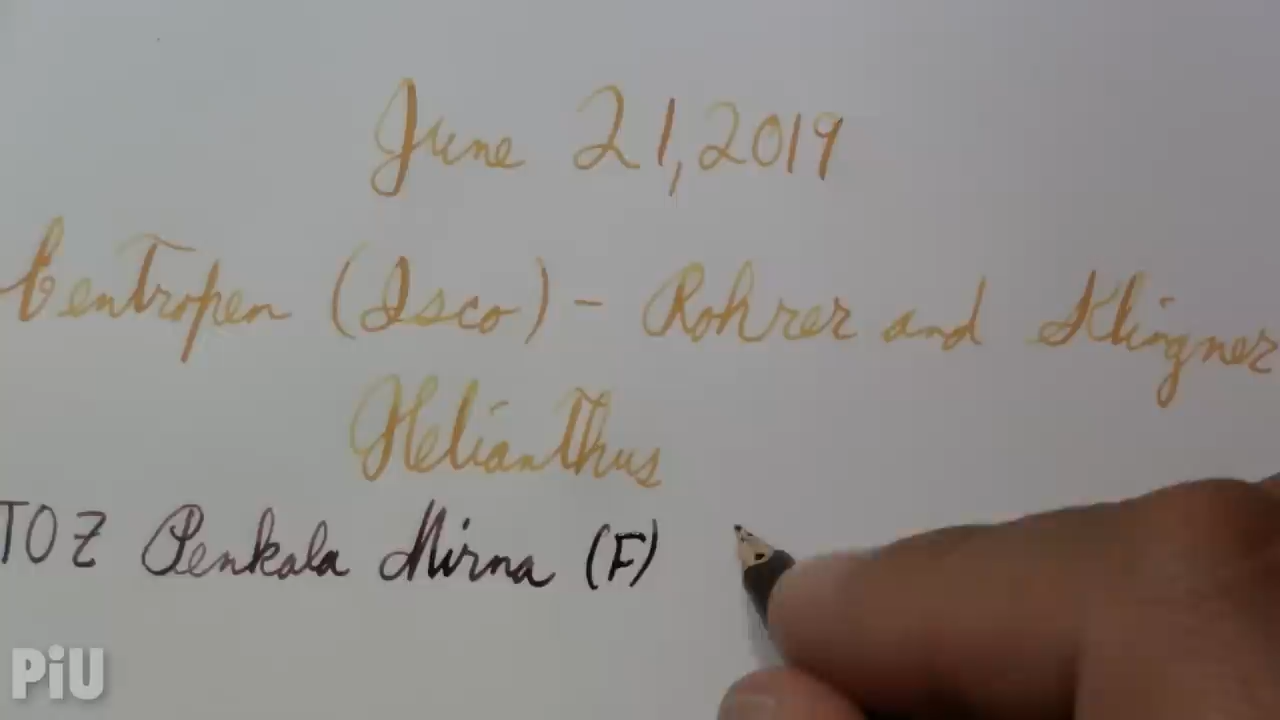 June 21, 2019
Centropen (Isco) - Rohrer and Klingner
Helianthus
TOZ Penkala Mirna (F)
PiU